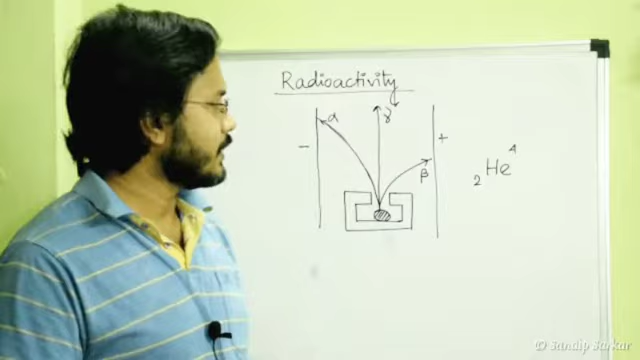 Radioactivity
α
γ
− +
β
₂He⁴
© Sandip Sarkar